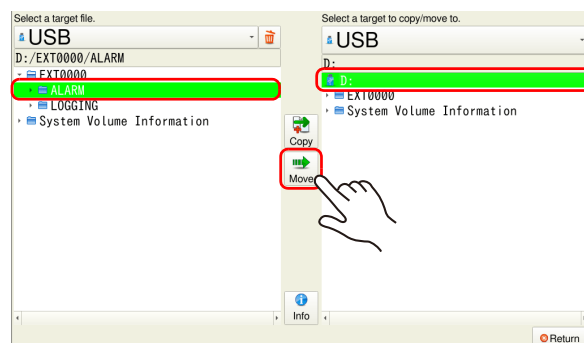 Select a target file.
USB
D:/EXT0000/ALARM
EXT0000
ALARM
LOGGING
System Volume Information
Copy
Move
Info
Select a target to copy/move to.
USB
D:
D:
EXT0000
System Volume Information
Return